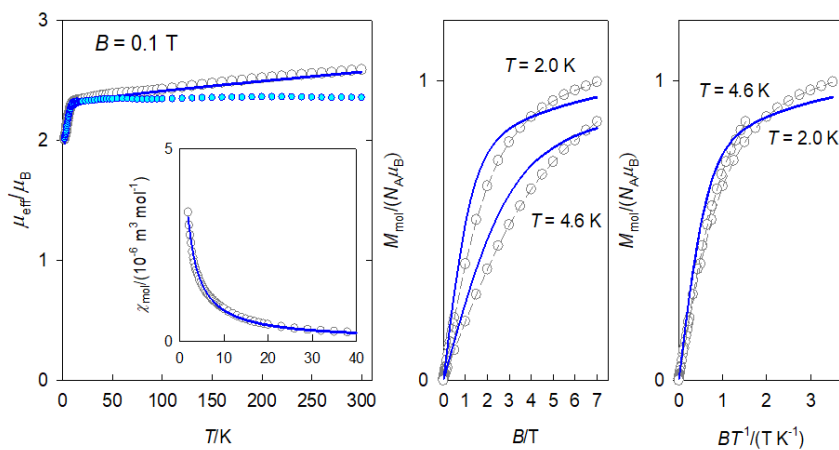 B = 0.1 T
μeff/μB
3
2
1
0
0 50 100 150 200 250 300
T/K
χmol/(10-6 m3 mol-1)
5
0
0 10 20 30 40
Mmol/(NAμB)
1
0
T = 2.0 K
T = 4.6 K
0 1 2 3 4 5 6 7
B/T
Mmol/(NAμB)
1
0
T = 4.6 K
T = 2.0 K
0 1 2 3
BT1/(T K-1)